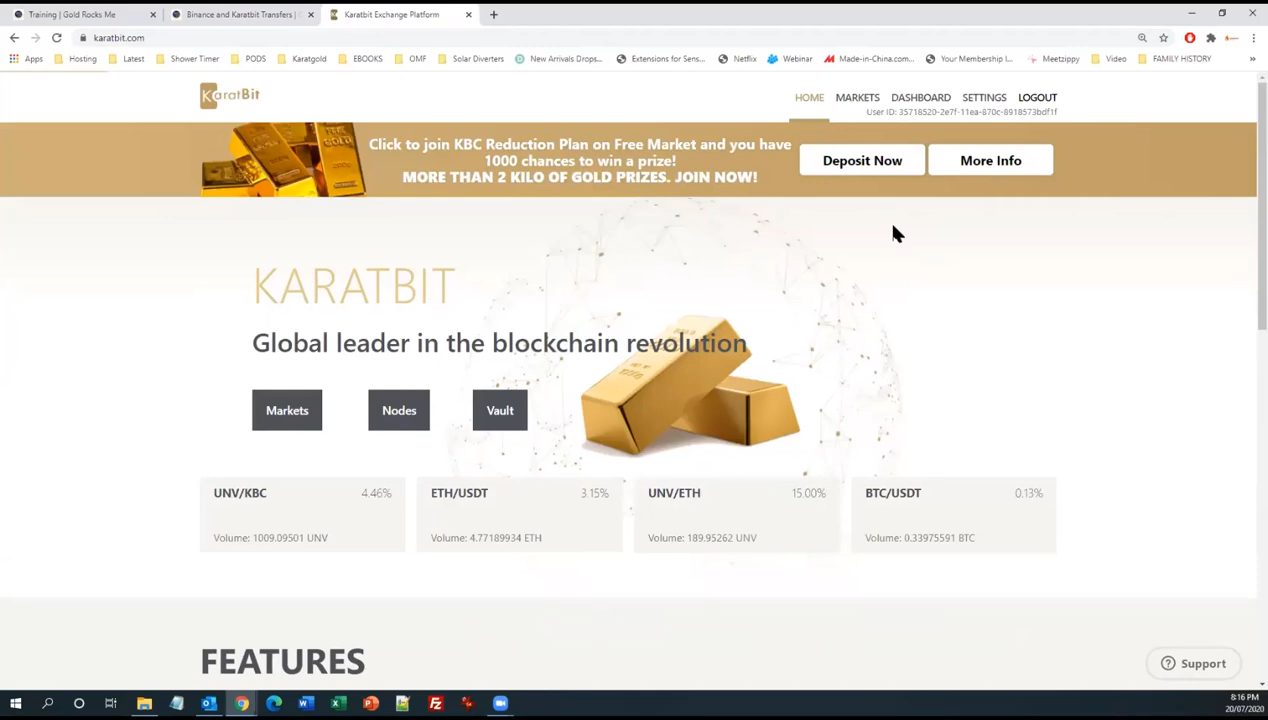 Training | Gold Rocks Me
Binance and Karatbit Transfers | G
Karatbit Exchange Platform
karatbit.com
Apps Hosting Latest Shower Timer PODS Karatgold EBOOKS OMF Solar Diverters New Arrivals Drops... Extensions for Sens... Netflix Webinar Made-in-China.com... Your Membership I... Meetzippy Video FAMILY HISTORY
KaratBit
HOME MARKETS DASHBOARD SETTINGS LOGOUT
User ID: 35718520-2e7f-11ea-870c-8918573bdf1f
Click to join KBC Reduction Plan on Free Market and you have
1000 chances to win a prize!
MORE THAN 2 KILO OF GOLD PRIZES. JOIN NOW!
Deposit Now
More Info
KARATBIT
Global leader in the blockchain revolution
Markets
Nodes
Vault
UNV/KBC 4.46%
Volume: 1009.09501 UNV
ETH/USDT 3.15%
Volume: 4.77189934 ETH
UNV/ETH 15.00%
Volume: 189.95262 UNV
BTC/USDT 0.13%
Volume: 0.33975591 BTC
FEATURES
Support
8:16 PM
20/07/2020